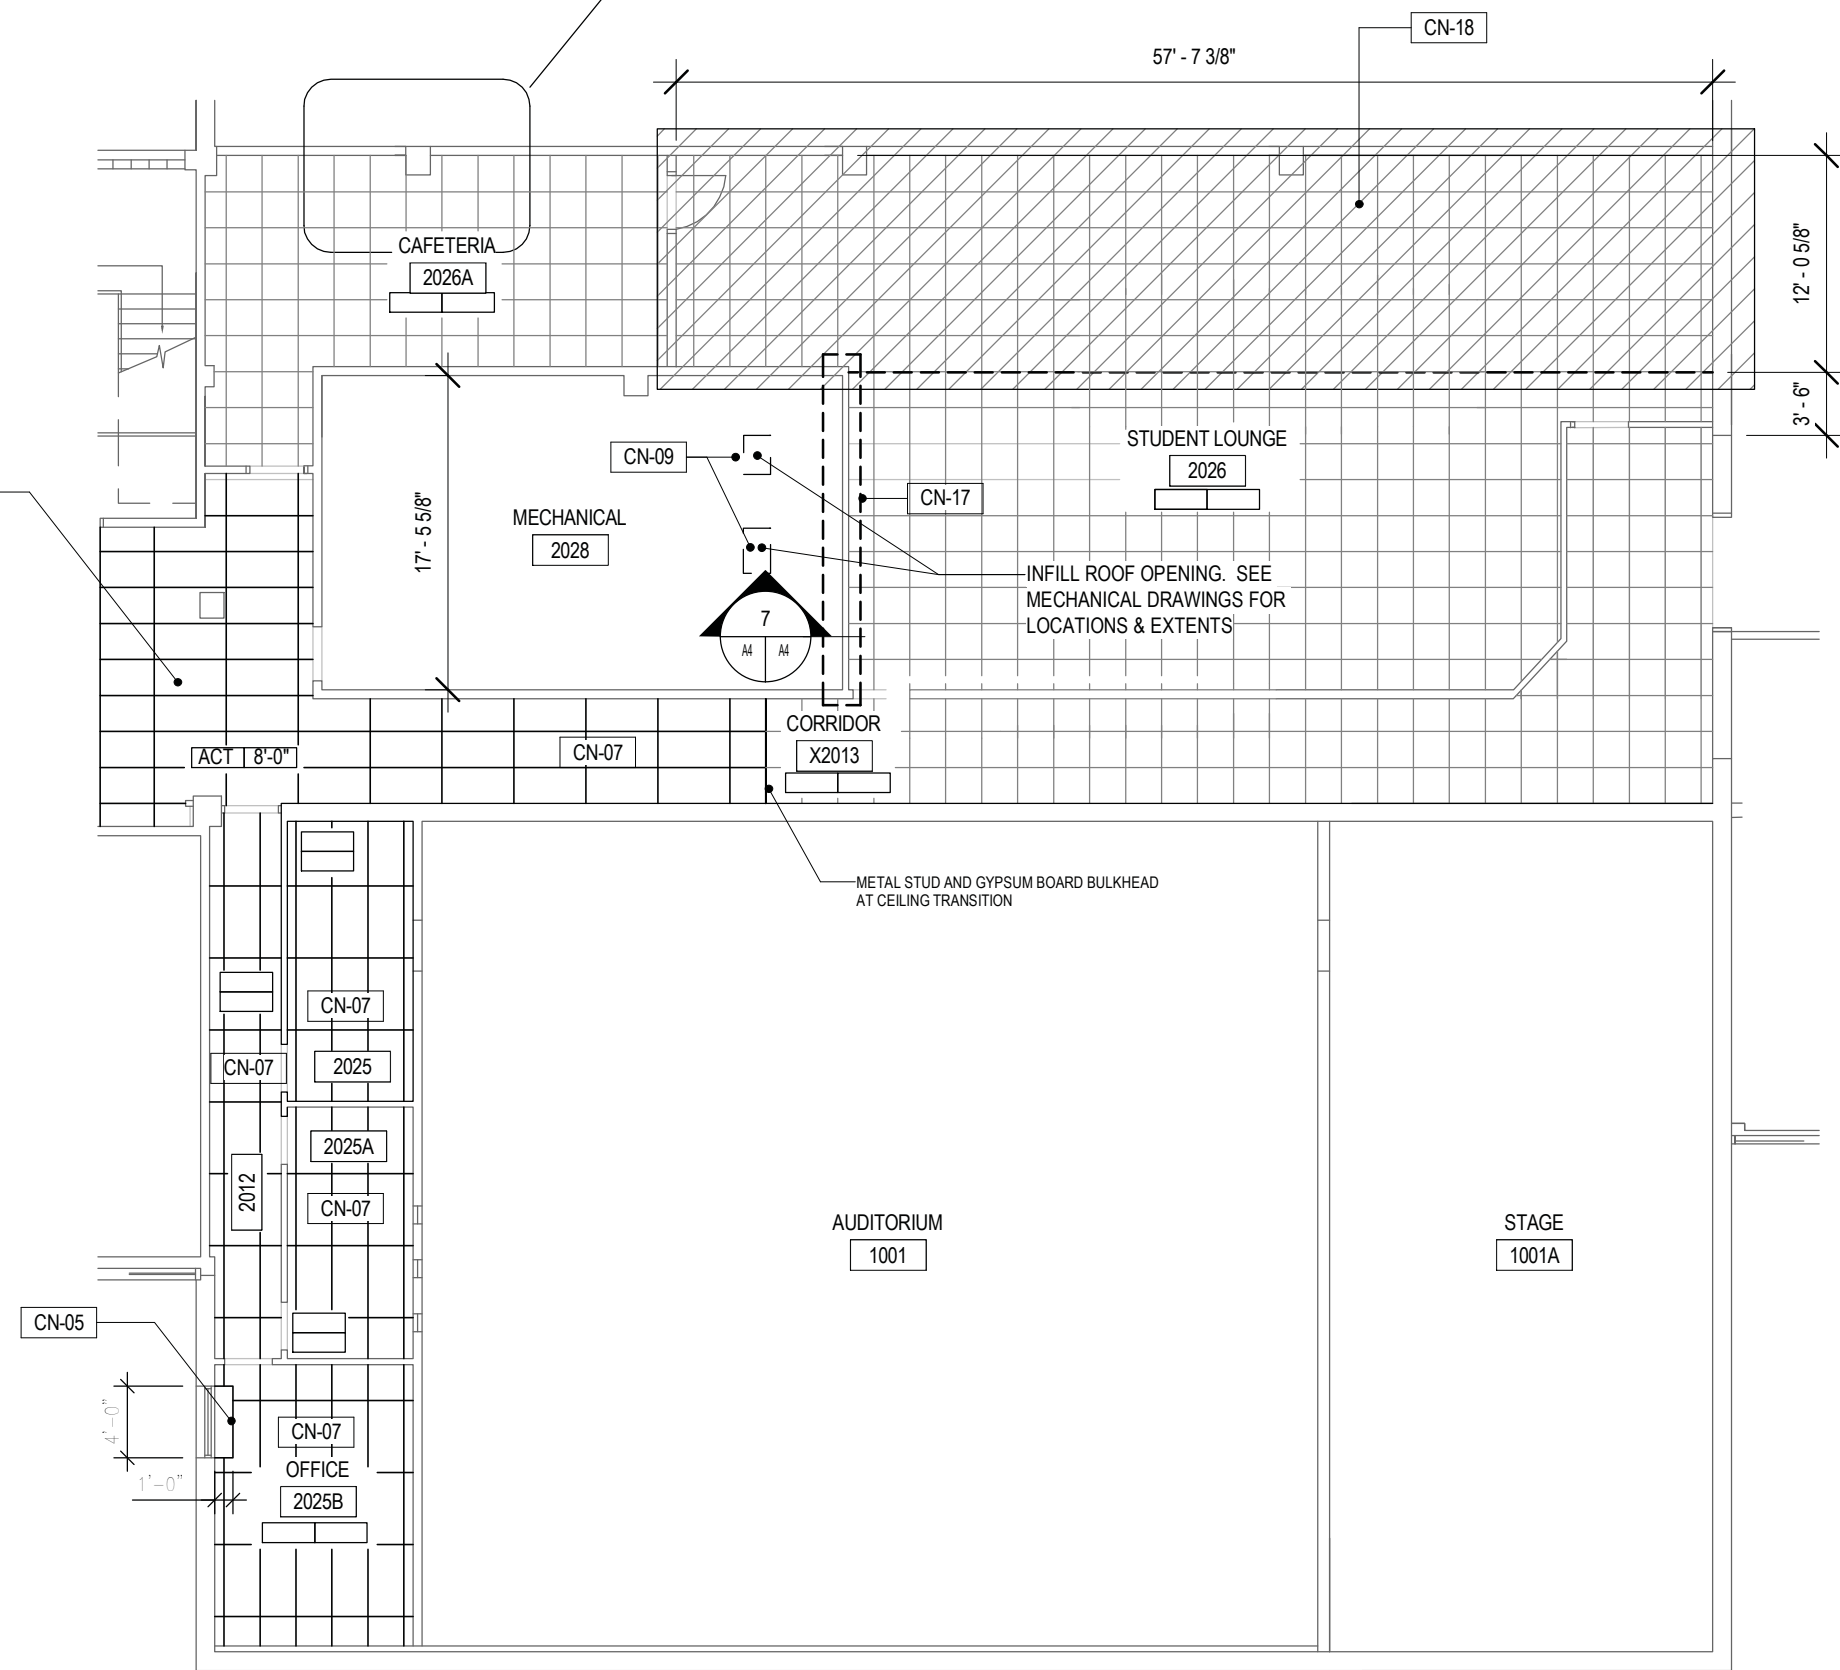 CN-18
57' - 7 3/8"
12' - 0 5/8"
3' - 6"
CAFETERIA
2026A
STUDENT LOUNGE
2026
CN-09
CN-17
17' - 5 5/8"
MECHANICAL
2028
INFILL ROOF OPENING. SEE
MECHANICAL DRAWINGS FOR
LOCATIONS & EXTENTS
7
A4 A4
CORRIDOR
X2013
CN-07
ACT 8'-0"
METAL STUD AND GYPSUM BOARD BULKHEAD
AT CEILING TRANSITION
CN-07
CN-07
2025
2025A
2012
CN-07
AUDITORIUM
1001
STAGE
1001A
CN-05
4'-0"
1'-0"
CN-07
OFFICE
2025B